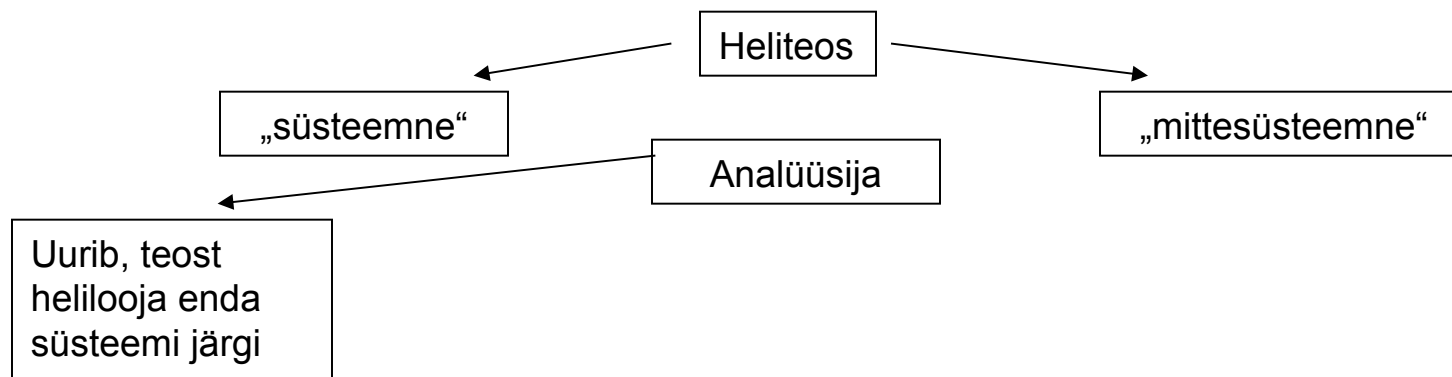 Heliteos
„süsteemne“
„mittesüsteemne“
Analüüsija
Uurib, teost
helilooja enda
süsteemi järgi